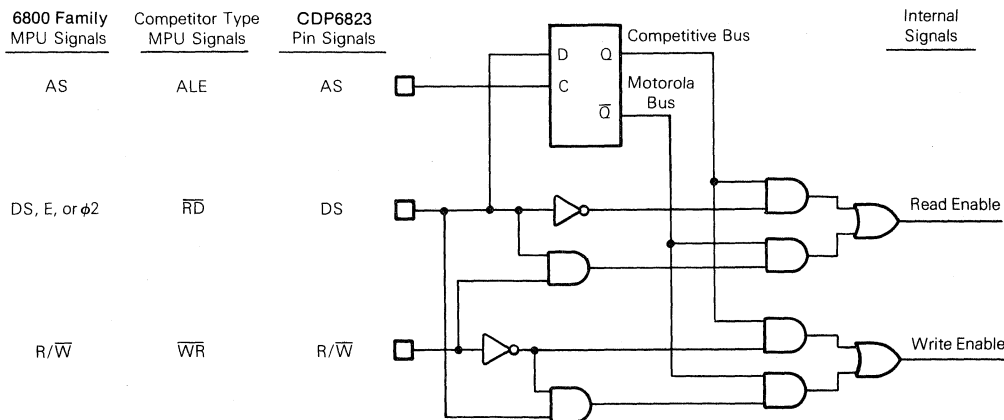 6800 Family
MPU Signals
Competitor Type
MPU Signals
CDP6823
Pin Signals
Internal
Signals
AS
ALE
AS
D
Q
C
Q̅
Competitive Bus
Motorola
Bus
DS, E, or ϕ2
R̅D̅
DS
Read Enable
R/W̅
W̅R̅
R/W̅
Write Enable